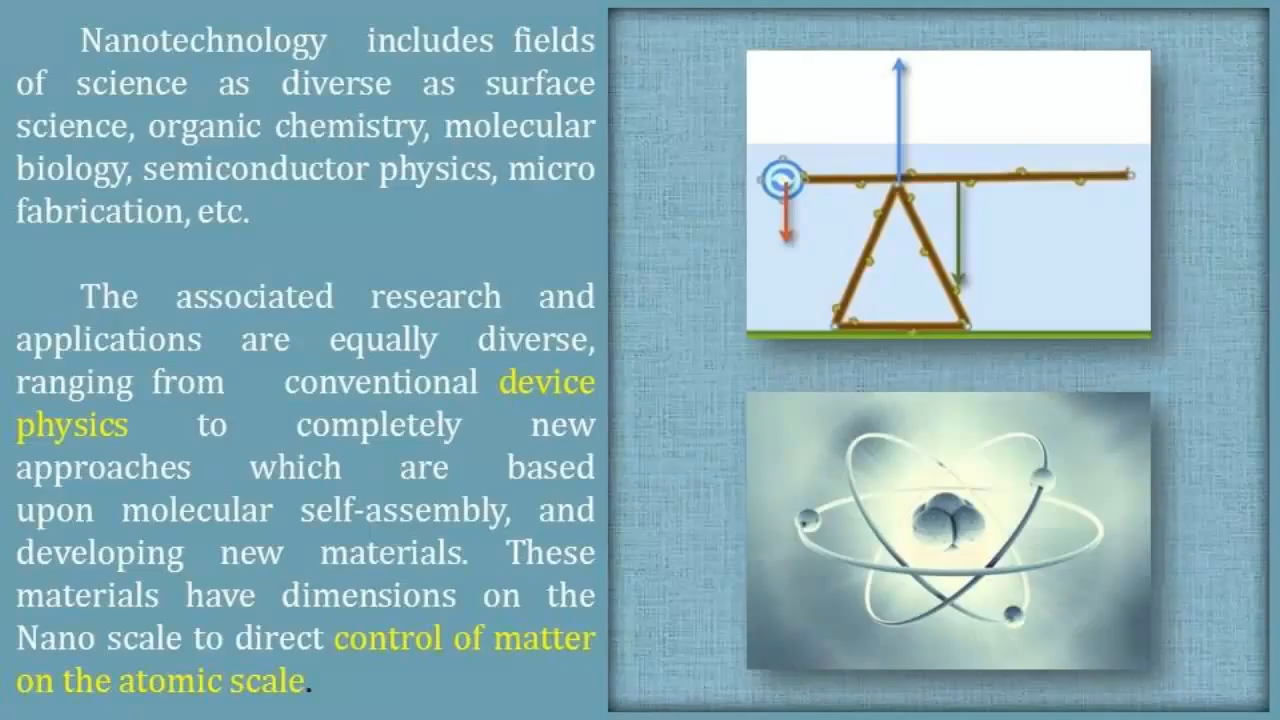 Nanotechnology includes fields
of science as diverse as surface
science, organic chemistry, molecular
biology, semiconductor physics, micro
fabrication, etc.
The associated research and
applications are equally diverse,
ranging from conventional device
physics to completely new
approaches which are based
upon molecular self-assembly, and
developing new materials. These
materials have dimensions on the
Nano scale to direct control of matter
on the atomic scale.